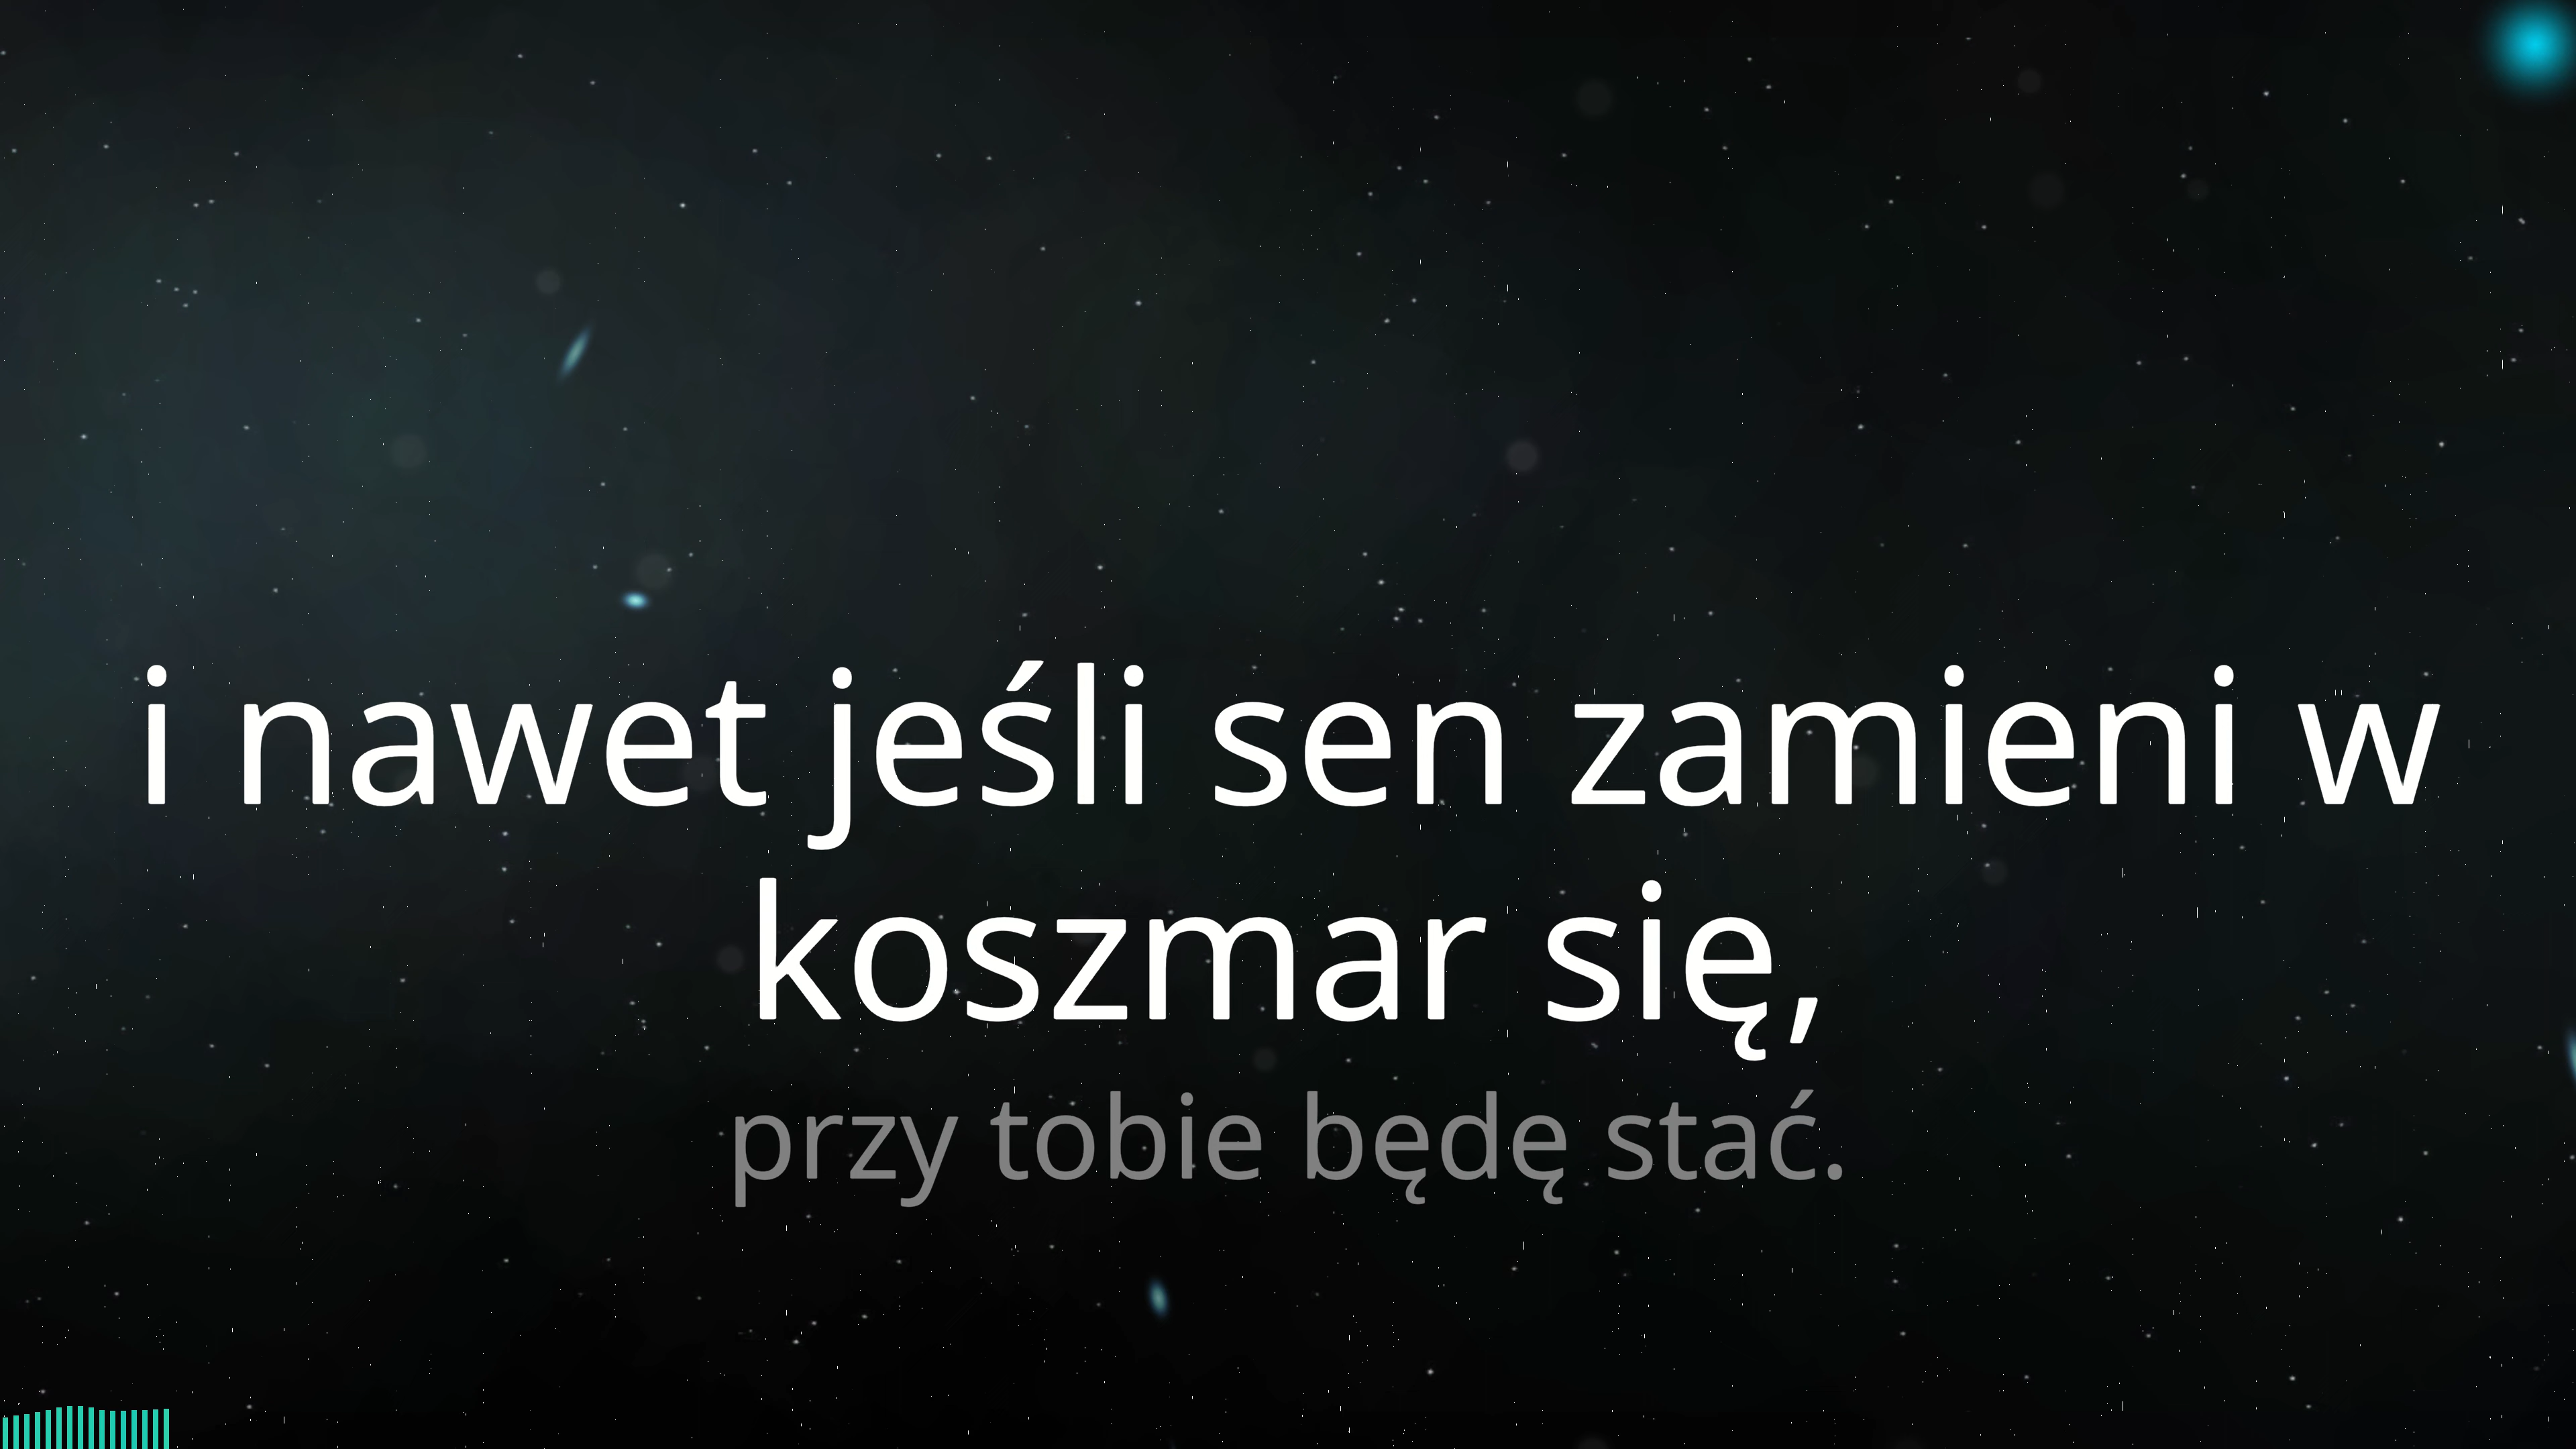 i nawet jeśli sen zamieni w
koszmar się,
przy tobie będę stać.